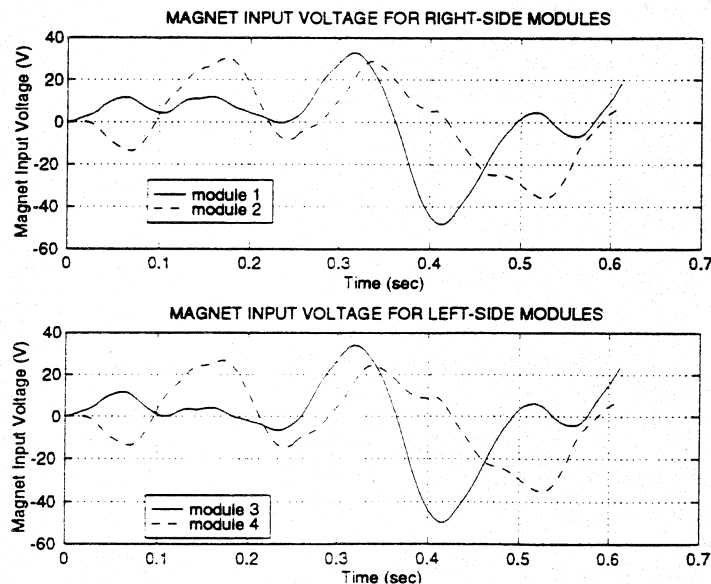 MAGNET INPUT VOLTAGE FOR RIGHT-SIDE MODULES
Magnet Input Voltage (V)
40
20
0
-20
-40
-60
module 1
module 2
0 0.1 0.2 0.3 0.4 0.5 0.6 0.7
Time (sec)
MAGNET INPUT VOLTAGE FOR LEFT-SIDE MODULES
Magnet Input Voltage (V)
40
20
0
-20
-40
-60
module 3
module 4
0 0.1 0.2 0.3 0.4 0.5 0.6 0.7
Time (sec)